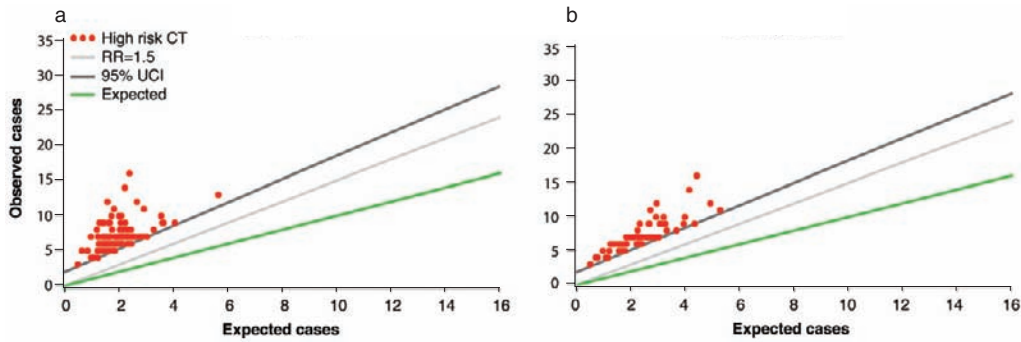 a
35
30
25
20
15
10
5
0
High risk CT
RR=1.5
95% UCI
Expected
Observed cases
0 2 4 6 8 10 12 14 16
Expected cases
b
35
30
25
20
15
10
5
0
0 2 4 6 8 10 12 14 16
Expected cases